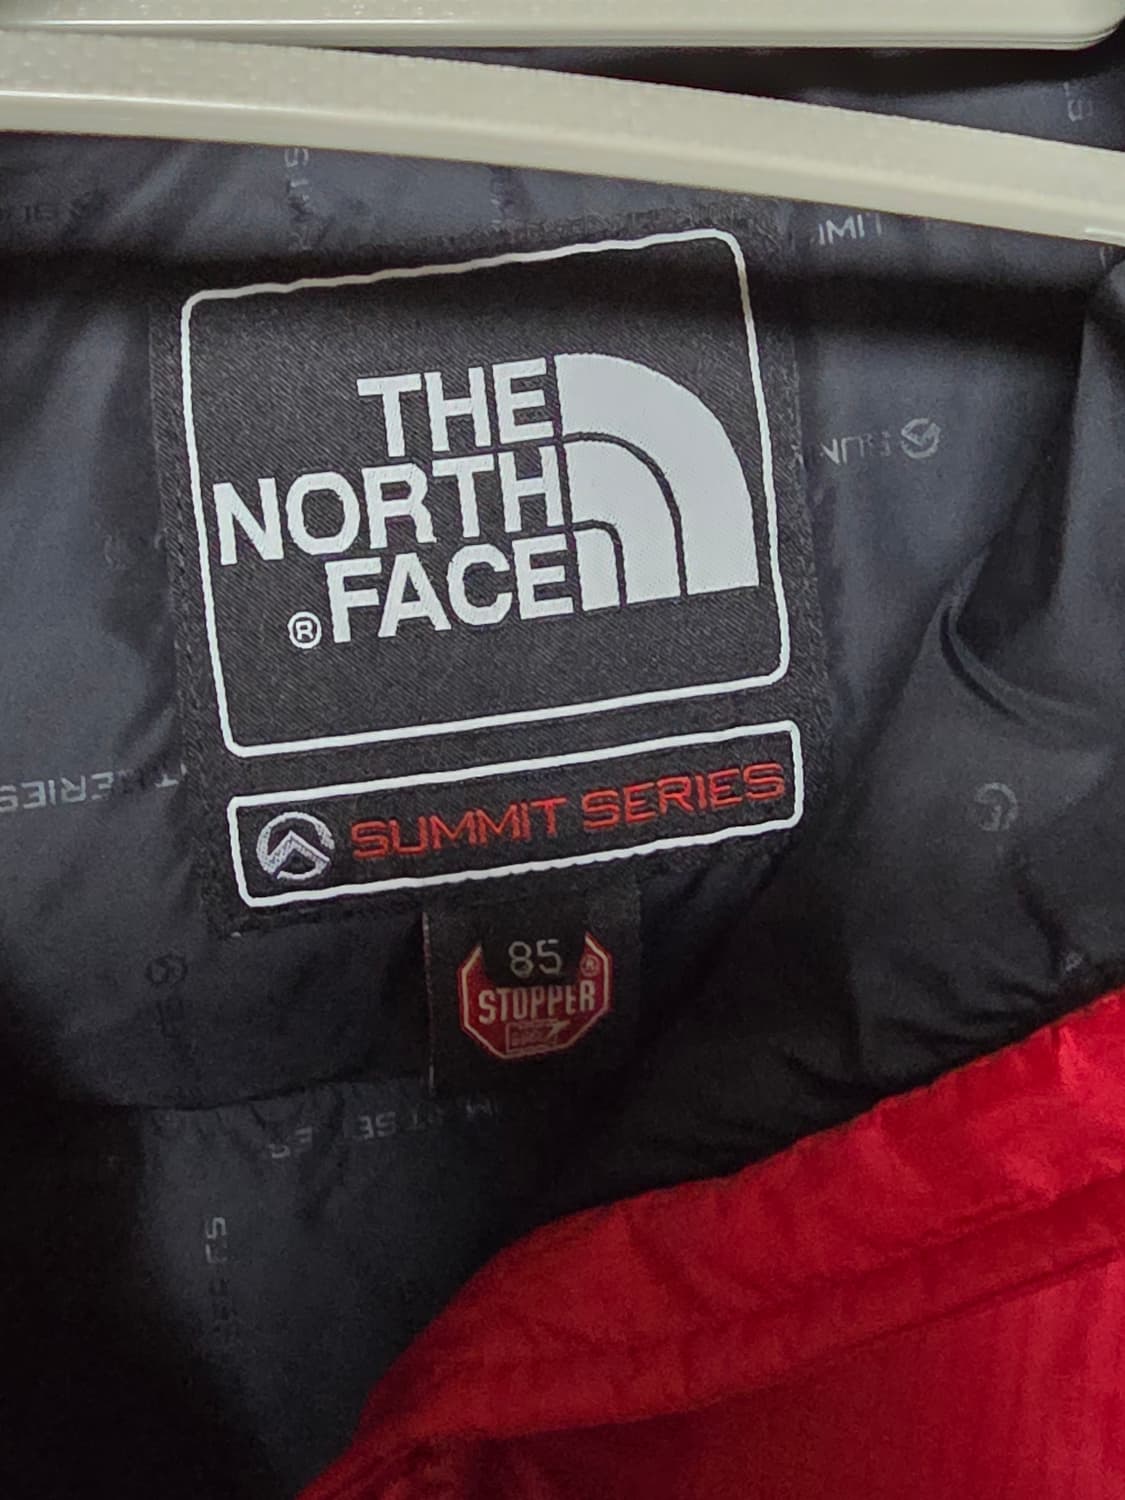 THE
NORTH
FACE
®
SUMMIT SERIES
85
®
STOPPER